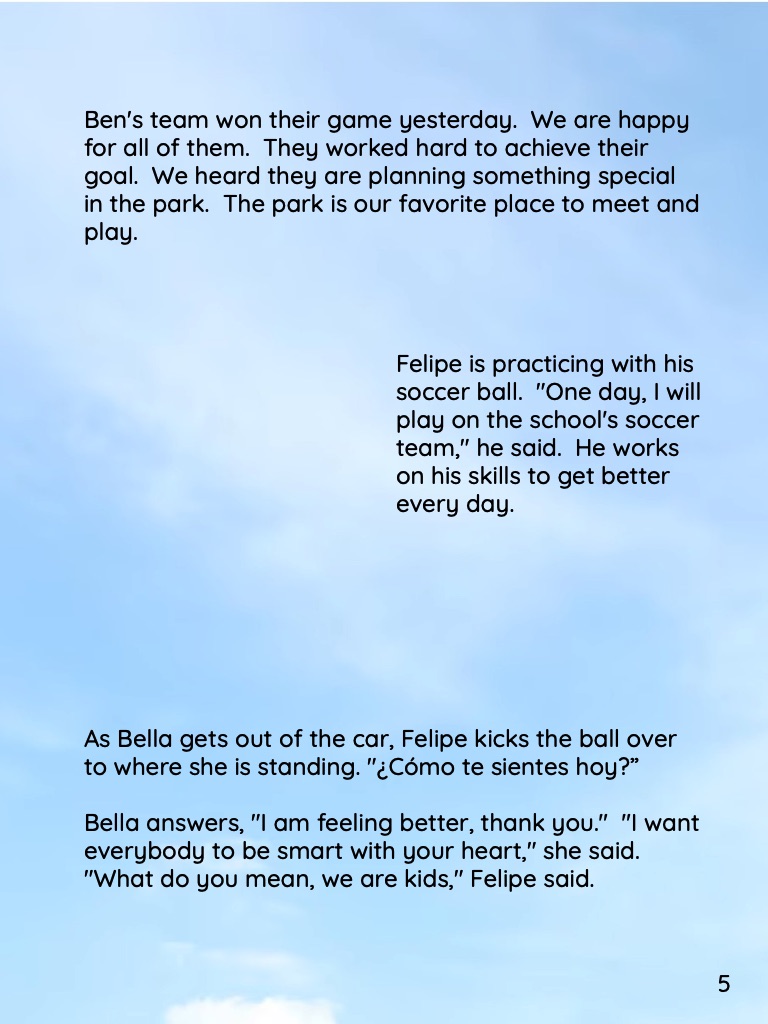 Ben's team won their game yesterday.  We are happy
for all of them.  They worked hard to achieve their
goal.  We heard they are planning something special
in the park.  The park is our favorite place to meet and
play.
Felipe is practicing with his
soccer ball.  "One day, I will
play on the school's soccer
team," he said.  He works
on his skills to get better
every day.
As Bella gets out of the car, Felipe kicks the ball over
to where she is standing. "¿Cómo te sientes hoy?”
Bella answers, "I am feeling better, thank you."  "I want
everybody to be smart with your heart," she said.
"What do you mean, we are kids," Felipe said.
5